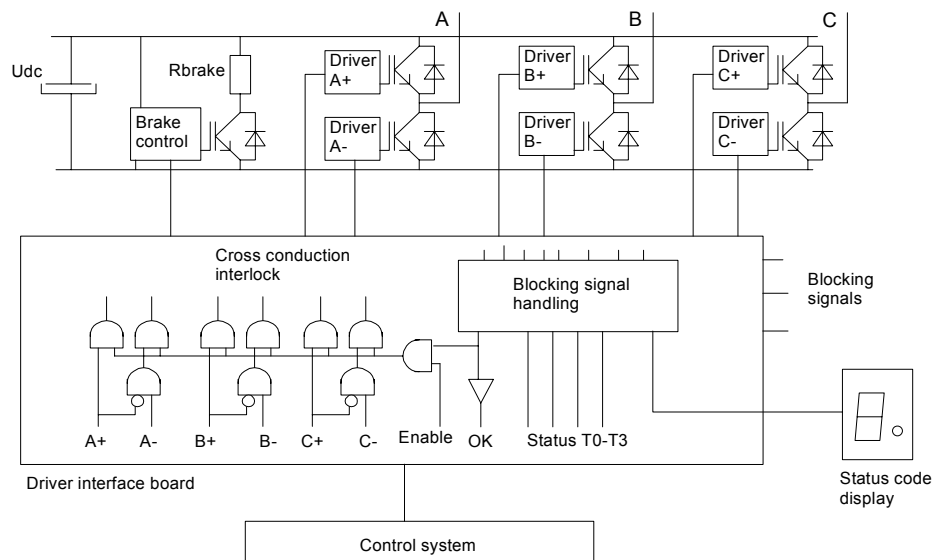 A B C
Udc
Rbrake
Driver
A+
Driver
B+
Driver
C+
Brake
control
Driver
A-
Driver
B-
Driver
C-
Cross conduction
interlock
Blocking signal
handling
Blocking
signals
A+ A- B+ B- C+ C- Enable OK Status T0-T3
Driver interface board
Status code
display
Control system